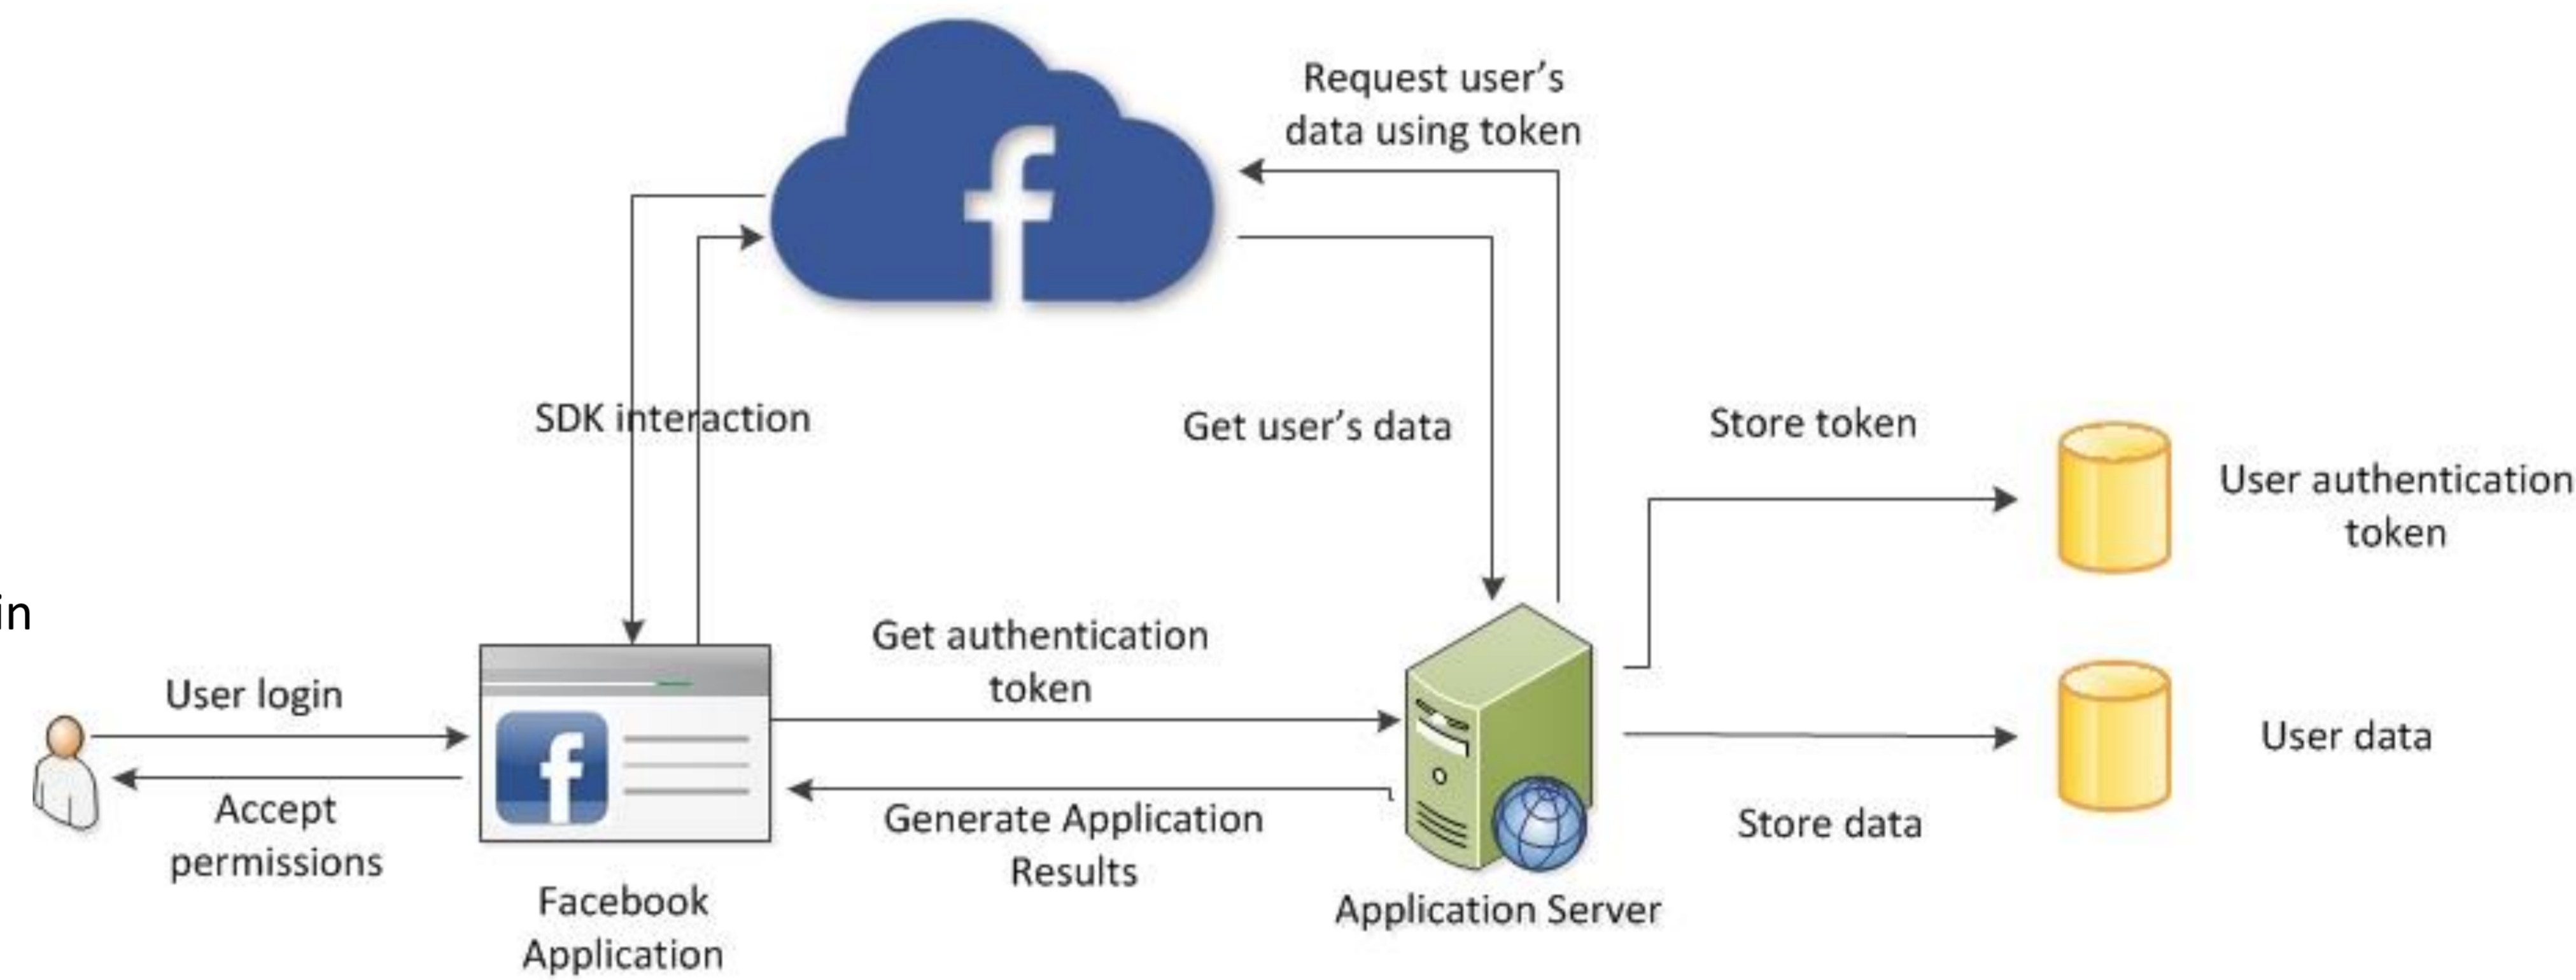 Request user's
data using token
SDK interaction
Get user's data
Store token
User authentication
token
in
Get authentication
token
User login
User data
Accept
permissions
Generate Application
Results
Store data
Facebook
Application
Application Server